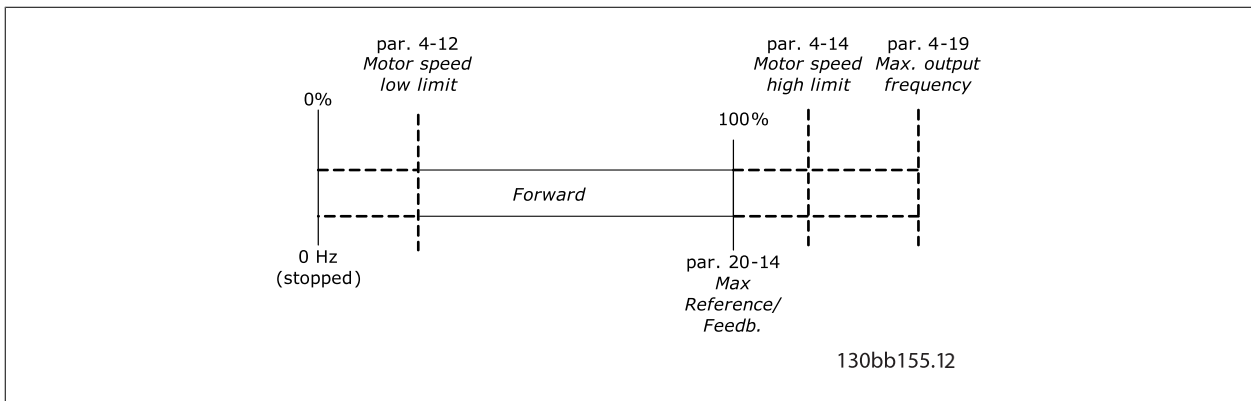 par. 4-12
Motor speed
low limit
par. 4-14
Motor speed
high limit
par. 4-19
Max. output
frequency
0%
100%
Forward
0 Hz
(stopped)
par. 20-14
Max
Reference/
Feedb.
130bb155.12